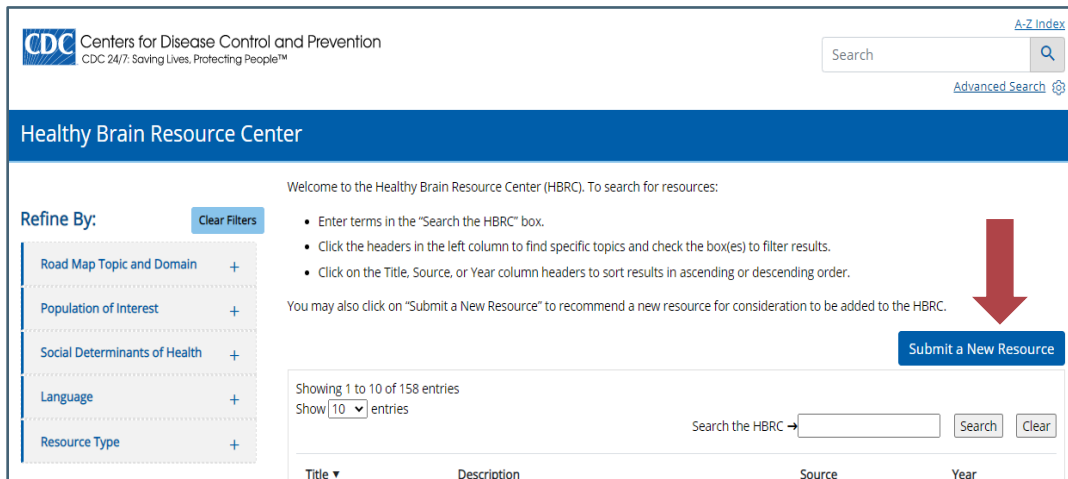 A-Z Index
CDC Centers for Disease Control and Prevention
CDC 24/7: Saving Lives, Protecting People™
Search
Advanced Search
Healthy Brain Resource Center
Welcome to the Healthy Brain Resource Center (HBRC). To search for resources:
Refine By:
Clear Filters
• Enter terms in the “Search the HBRC” box.
• Click the headers in the left column to find specific topics and check the box(es) to filter results.
• Click on the Title, Source, or Year column headers to sort results in ascending or descending order.
Road Map Topic and Domain +
Population of Interest +
Social Determinants of Health +
Language +
Resource Type +
You may also click on “Submit a New Resource” to recommend a new resource for consideration to be added to the HBRC.
Submit a New Resource
Showing 1 to 10 of 158 entries
Show 10 entries
Search the HBRC ➔ Search Clear
Title ▼ Description Source Year